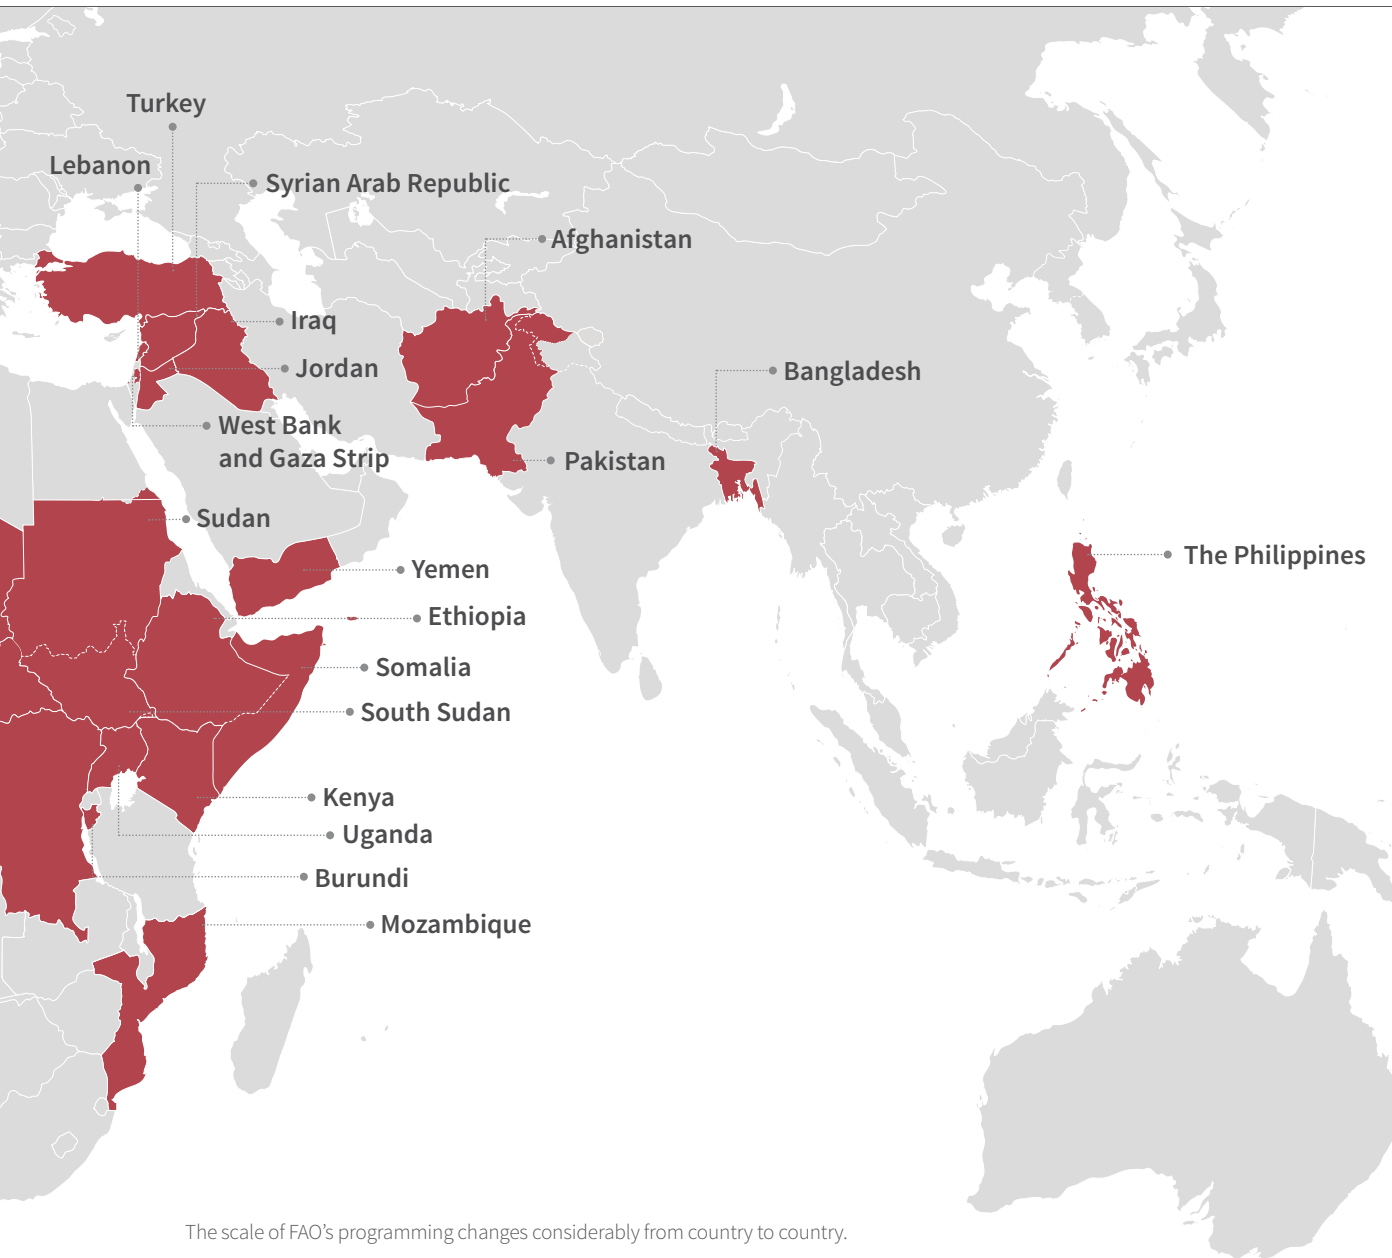 Turkey
Lebanon
Syrian Arab Republic
Afghanistan
Iraq
Jordan
Bangladesh
West Bank
and Gaza Strip
Pakistan
Sudan
The Philippines
Yemen
Ethiopia
Somalia
South Sudan
Kenya
Uganda
Burundi
Mozambique
The scale of FAO’s programming changes considerably from country to country.